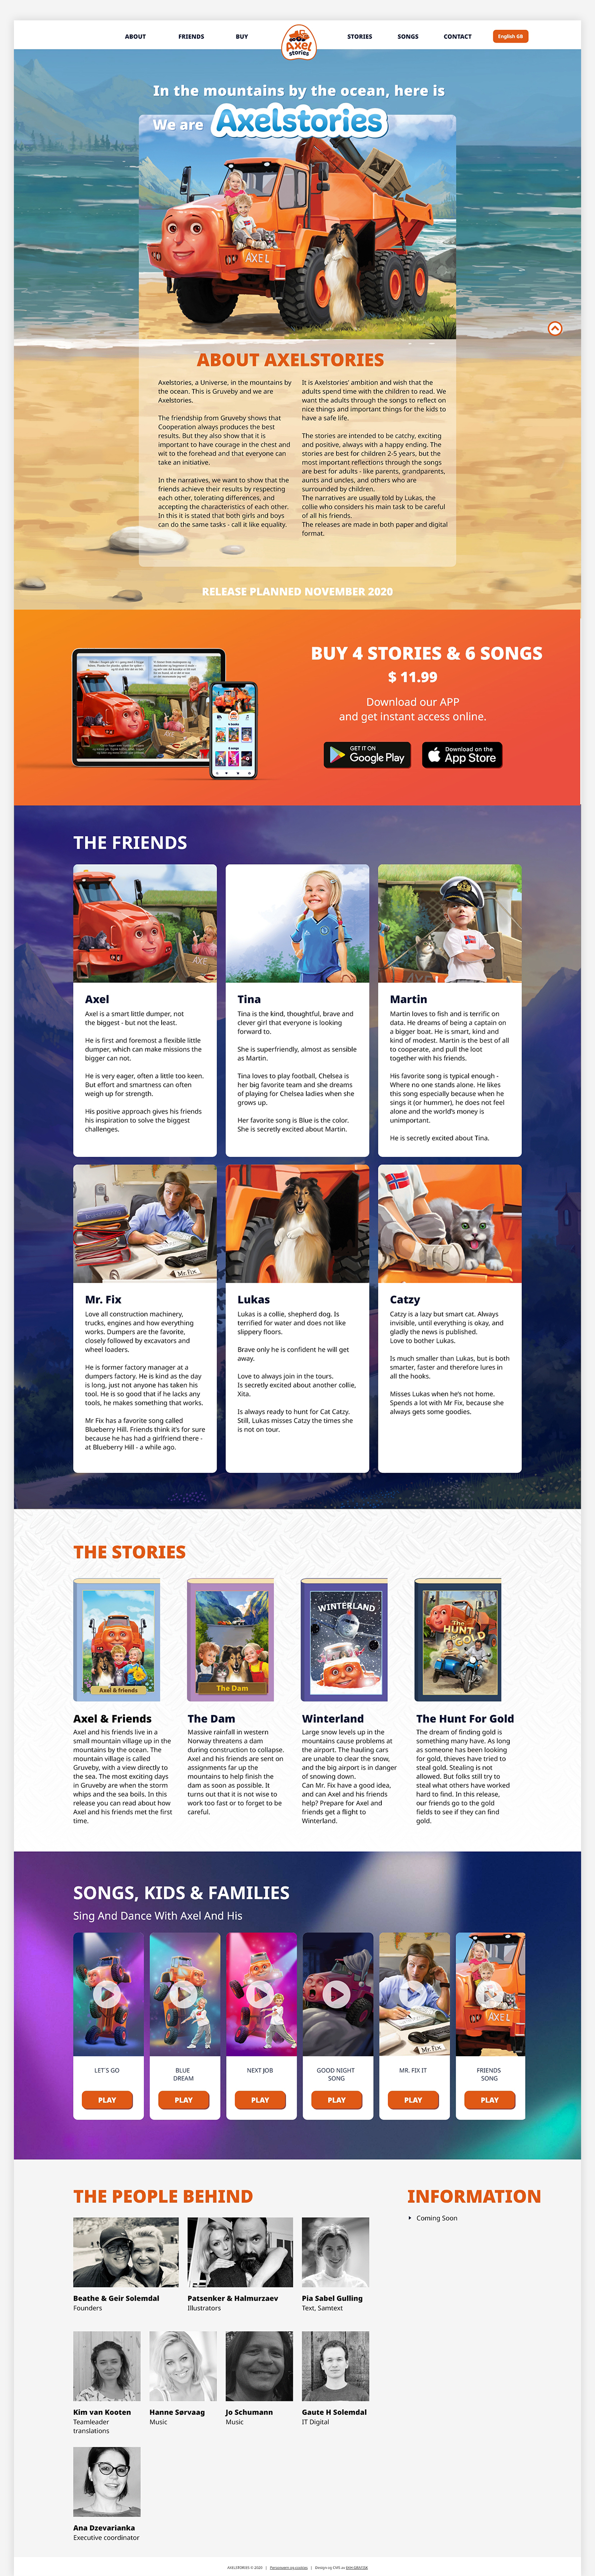 ABOUT
FRIENDS
BUY
Axel
stories
STORIES
SONGS
CONTACT
English GB
In the mountains by the ocean, here is
We are Axelstories
AXEL
ABOUT AXELSTORIES
Axelstories, a Universe, in the mountains by
the ocean. This is Gruveby and we are
Axelstories.
The friendship from Gruveby shows that
Cooperation always produces the best
results. But they also show that it is
important to have courage in the chest and
wit to the forehead and that everyone can
take an initiative.
In the narratives, we want to show that the
friends achieve their results by respecting
each other, tolerating differences, and
accepting the characteristics of each other.
In this it is stated that both girls and boys
can do the same tasks - call it like equality.
It is Axelstories' ambition and wish that the
adults spend time with the children to read. We
want the adults through the songs to reflect on
nice things and important things for the kids to
have a safe life.
The stories are intended to be catchy, exciting
and positive, always with a happy ending. The
stories are best for children 2-5 years, but the
most important reflections through the songs
are best for adults - like parents, grandparents,
aunts and uncles, and others who are
surrounded by children.
The narratives are usually told by Lukas, the
collie who considers his main task to be careful
of all his friends.
The releases are made in both paper and digital
format.
RELEASE PLANNED NOVEMBER 2020
BUY 4 STORIES & 6 SONGS
$ 11.99
Download our APP
and get instant access online.
GET IT ON
Google Play
Download on the
App Store
THE FRIENDS
AXE
Axel
Axel is a smart little dumper, not
the biggest - but not the least.
He is first and foremost a flexible little
dumper, which can make missions the
bigger can not.
He is very eager, often a little too keen.
But effort and smartness can often
weigh up for strength.
His positive approach gives his friends
his inspiration to solve the biggest
challenges.
Tina
Tina is the kind, thoughtful, brave and
clever girl that everyone is looking
forward to.
She is superfriendly, almost as sensible
as Martin.
Tina loves to play football, Chelsea is
her big favorite team and she dreams
of playing for Chelsea ladies when she
grows up.
Her favorite song is Blue is the color.
She is secretly excited about Martin.
Martin
Martin loves to fish and is terrific on
data. He dreams of being a captain on
a bigger boat. He is smart, kind and
kind of modest. Martin is the best of all
to cooperate, and pull the loot
together with his friends.
His favorite song is typical enough -
Where no one stands alone. He likes
this song especially because when he
sings it (or hummer), he does not feel
alone and the world's money is
unimportant.
He is secretly excited about Tina.
Mr.Fix
Mr. Fix
Love all construction machinery,
trucks, engines and how everything
works. Dumpers are the favorite,
closely followed by excavators and
wheel loaders.
He is former factory manager at a
dumpers factory. He is kind as the day
is long, just not anyone has taken his
tool. He is so good that if he lacks any
tools, he makes something that works.
Mr Fix has a favorite song called
Blueberry Hill. Friends think it's for sure
because he has had a girlfriend there -
at Blueberry Hill - a while ago.
Lukas
Lukas is a collie, shepherd dog. Is
terrified for water and does not like
slippery floors.
Brave only he is confident he will get
away.
Love to always join in the tours.
Is secretly excited about another collie,
Xita.
Is always ready to hunt for Cat Catzy.
Still, Lukas misses Catzy the times she
is not on tour.
Catzy
Catzy is a lazy but smart cat. Always
invisible, until everything is okay, and
gladly the news is published.
Love to bother Lukas.
Is much smaller than Lukas, but is both
smarter, faster and therefore lures in
all the hooks.
Misses Lukas when he's not home.
Spends a lot with Mr Fix, because she
always gets some goodies.
THE STORIES
Axel & friends
The Dam
WINTERLAND
The
HUNT
GOLD
Axel & Friends
Axel and his friends live in a
small mountain village up in the
mountains by the ocean. The
mountain village is called
Gruveby, with a view directly to
the sea. The most exciting days
in Gruveby are when the storm
whips and the sea boils. In this
release you can read about how
Axel and his friends met the first
time.
The Dam
Massive rainfall in western
Norway threatens a dam
during construction to collapse.
Axel and his friends are sent on
assignments far up the
mountains to help finish the
dam as soon as possible. It
turns out that it is not wise to
work too fast or to forget to be
careful.
Winterland
Large snow levels up in the
mountains cause problems at
the airport. The hauling cars
are unable to clear the snow,
and the big airport is in danger
of snowing down.
Can Mr. Fix have a good idea,
and can Axel and his friends
help? Prepare for Axel and
friends get a flight to
Winterland.
The Hunt For Gold
The dream of finding gold is
something many have. As long
as someone has been looking
for gold, thieves have tried to
steal gold. Stealing is not
allowed. But folks still try to
steal what others have worked
hard to find. In this release,
our friends go to the gold
fields to see if they can find
gold.
SONGS, KIDS & FAMILIES
Sing And Dance With Axel And His
Mr.Fix
LET'S GO
PLAY
BLUE
DREAM
PLAY
NEXT JOB
PLAY
GOOD NIGHT
SONG
PLAY
MR. FIX IT
PLAY
FRIENDS
SONG
PLAY
THE PEOPLE BEHIND
Beathe & Geir Solemdal
Founders
Patsenker & Halmurzaev
Illustrators
Pia Sabel Gulling
Text, Samtext
Kim van Kooten
Teamleader
translations
Hanne Sørvaag
Music
Jo Schumann
Music
Gaute H Solemdal
IT Digital
Ana Dzevarianka
Executive coordinator
INFORMATION
Coming Soon
AXELSTORIES © 2020 | Personvern og cookies | Design og CMS av